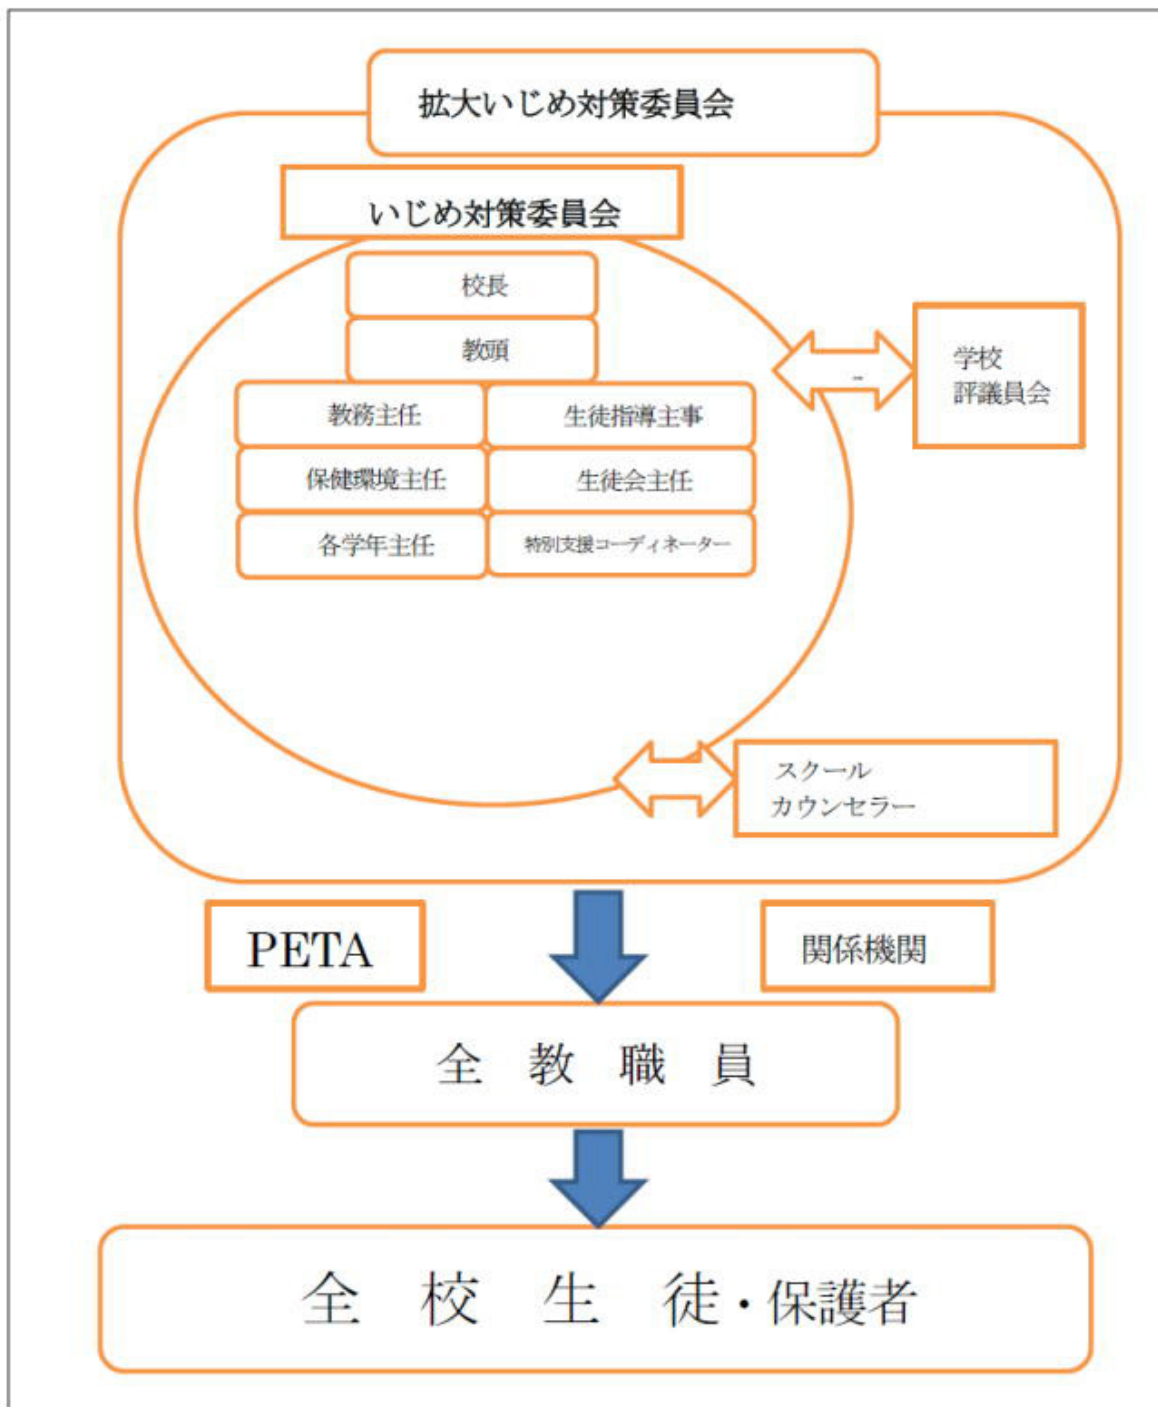 拡大いじめ対策委員会
いじめ対策委員会
校長
教頭
教務主任
生徒指導主事
保健環境主任
生徒会主任
各学年主任
特別支援コーディネーター
学校
評議員会
スクール
カウンセラー
PETA
関係機関
全 教 職 員
全 校 生 徒・保護者